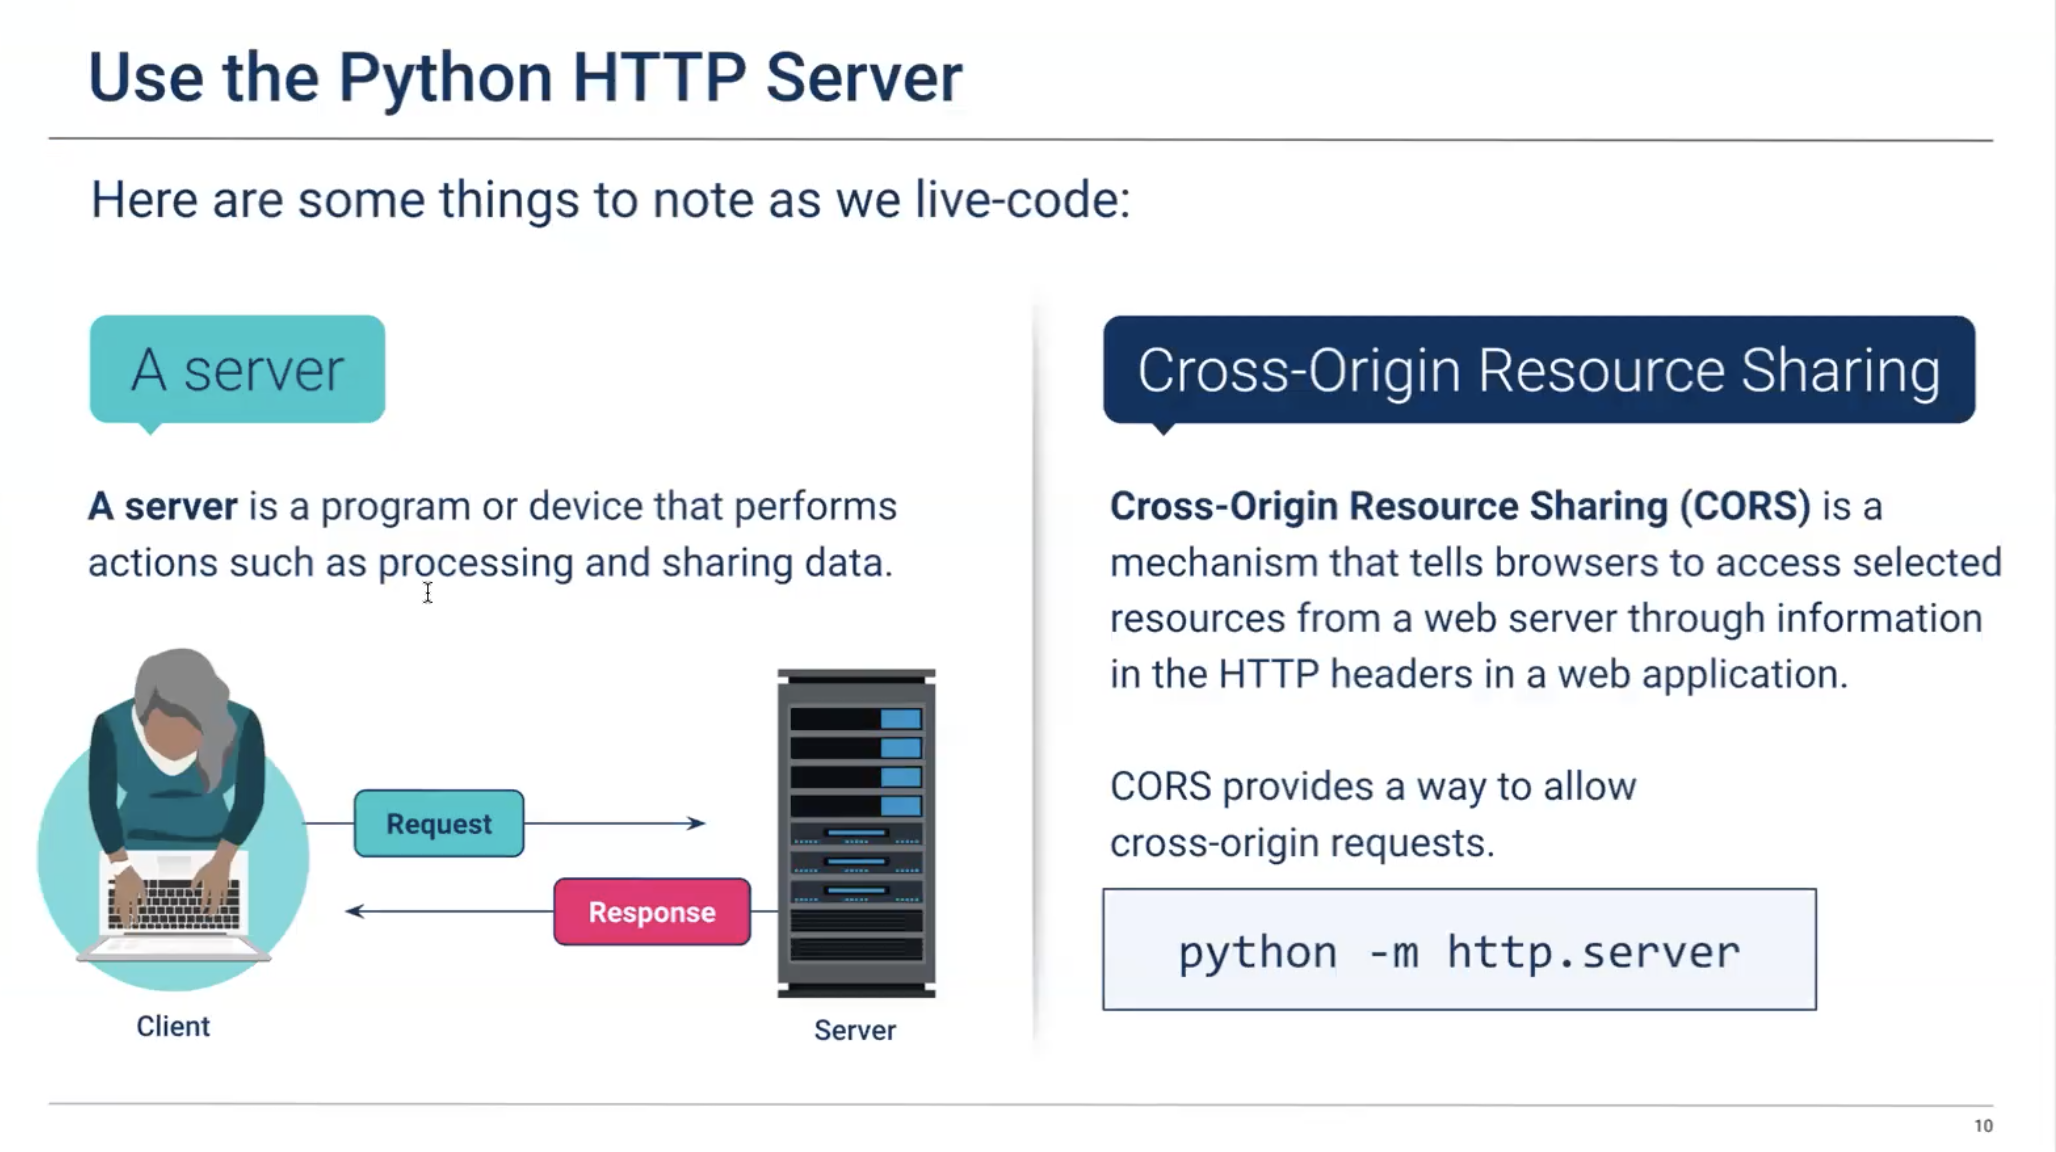 Use the Python HTTP Server
Here are some things to note as we live-code:
A server
A server is a program or device that performs
actions such as processing and sharing data.
Request
Response
Client
Server
Cross-Origin Resource Sharing
Cross-Origin Resource Sharing (CORS) is a
mechanism that tells browsers to access selected
resources from a web server through information
in the HTTP headers in a web application.
CORS provides a way to allow
cross-origin requests.
python -m http.server
10